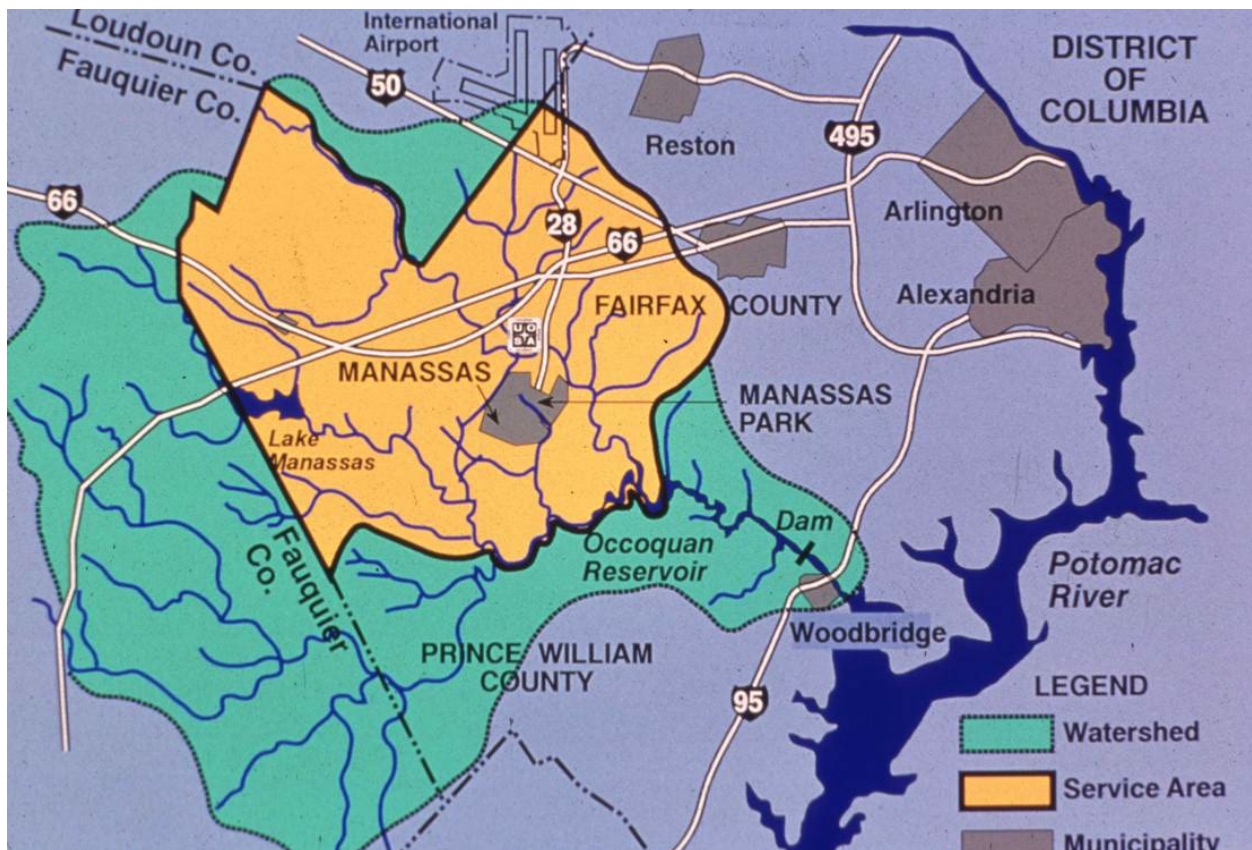 Loudoun Co.
Fauquier Co.
International
Airport
50
66
Reston
495
DISTRICT
OF
COLUMBIA
28
66
Arlington
Alexandria
FAIRFAX COUNTY
MANASSAS
MANASSAS
PARK
Lake
Manassas
Fauquier
Co.
Occoquan
Reservoir
Dam
Potomac
River
Woodbridge
PRINCE WILLIAM
COUNTY
95
LEGEND
Watershed
Service Area
Municipality